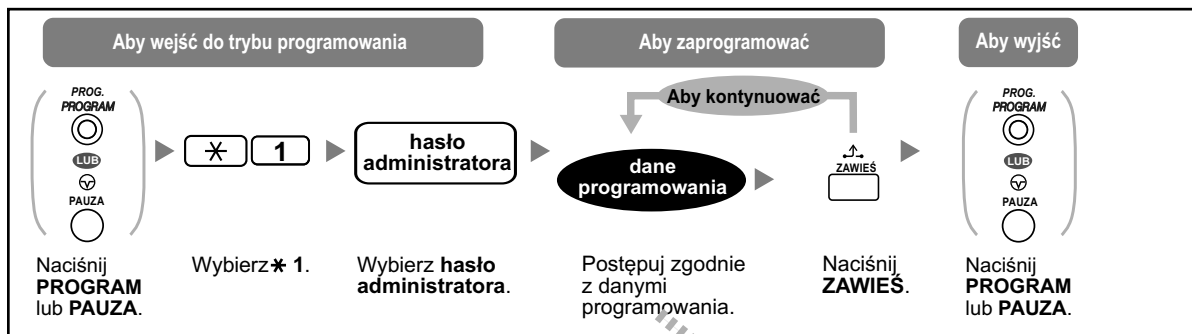 Aby wejść do trybu programowania
Aby zaprogramować
Aby wyjść
PROG.
PROGRAM
LUB
PAUZA
1
hasło
administratora
Aby kontynuować
dane
programowania
ZAWIEŚ
PROG.
PROGRAM
LUB
PAUZA
Naciśnij
PROGRAM
lub PAUZA.
Wybierz * 1.
Wybierz hasło
administratora.
Postępuj zgodnie
z danymi
programowania.
Naciśnij
ZAWIEŚ.
Naciśnij
PROGRAM
lub PAUZA.